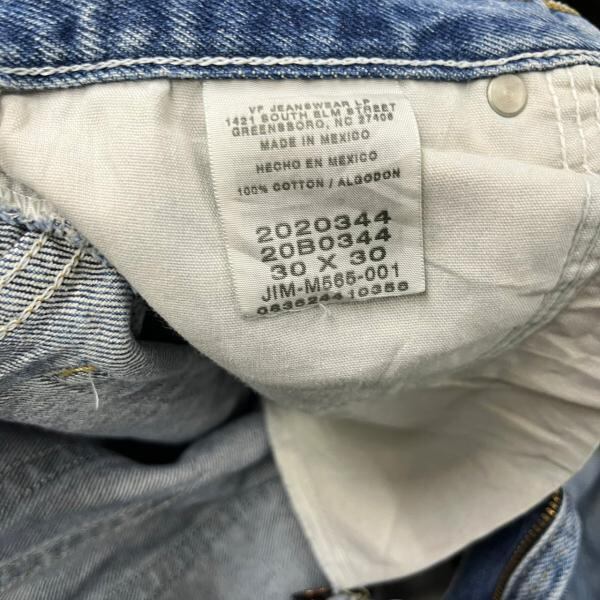 VF JEANSWEAR LP
1421 SOUTH ELM STREET
GREENSBORO, NC 27406
MADE IN MEXICO
HECHO EN MEXICO
100% COTTON / ALGODON
2020344
20B0344
30 X 30
JIM-M565-001
083624410356